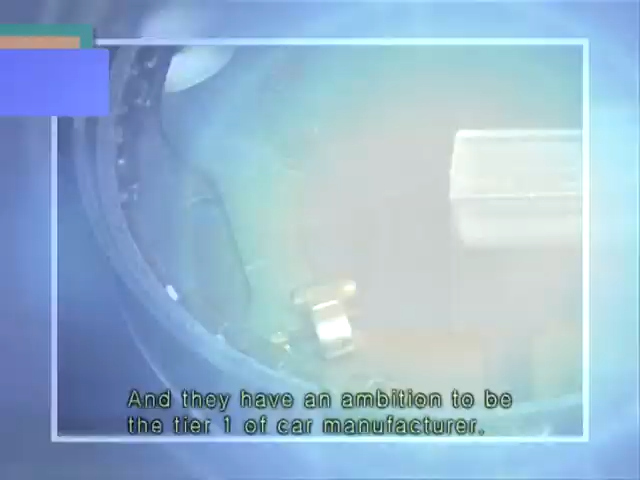 And they have an ambition to be
the tier 1 of car manufacturer.